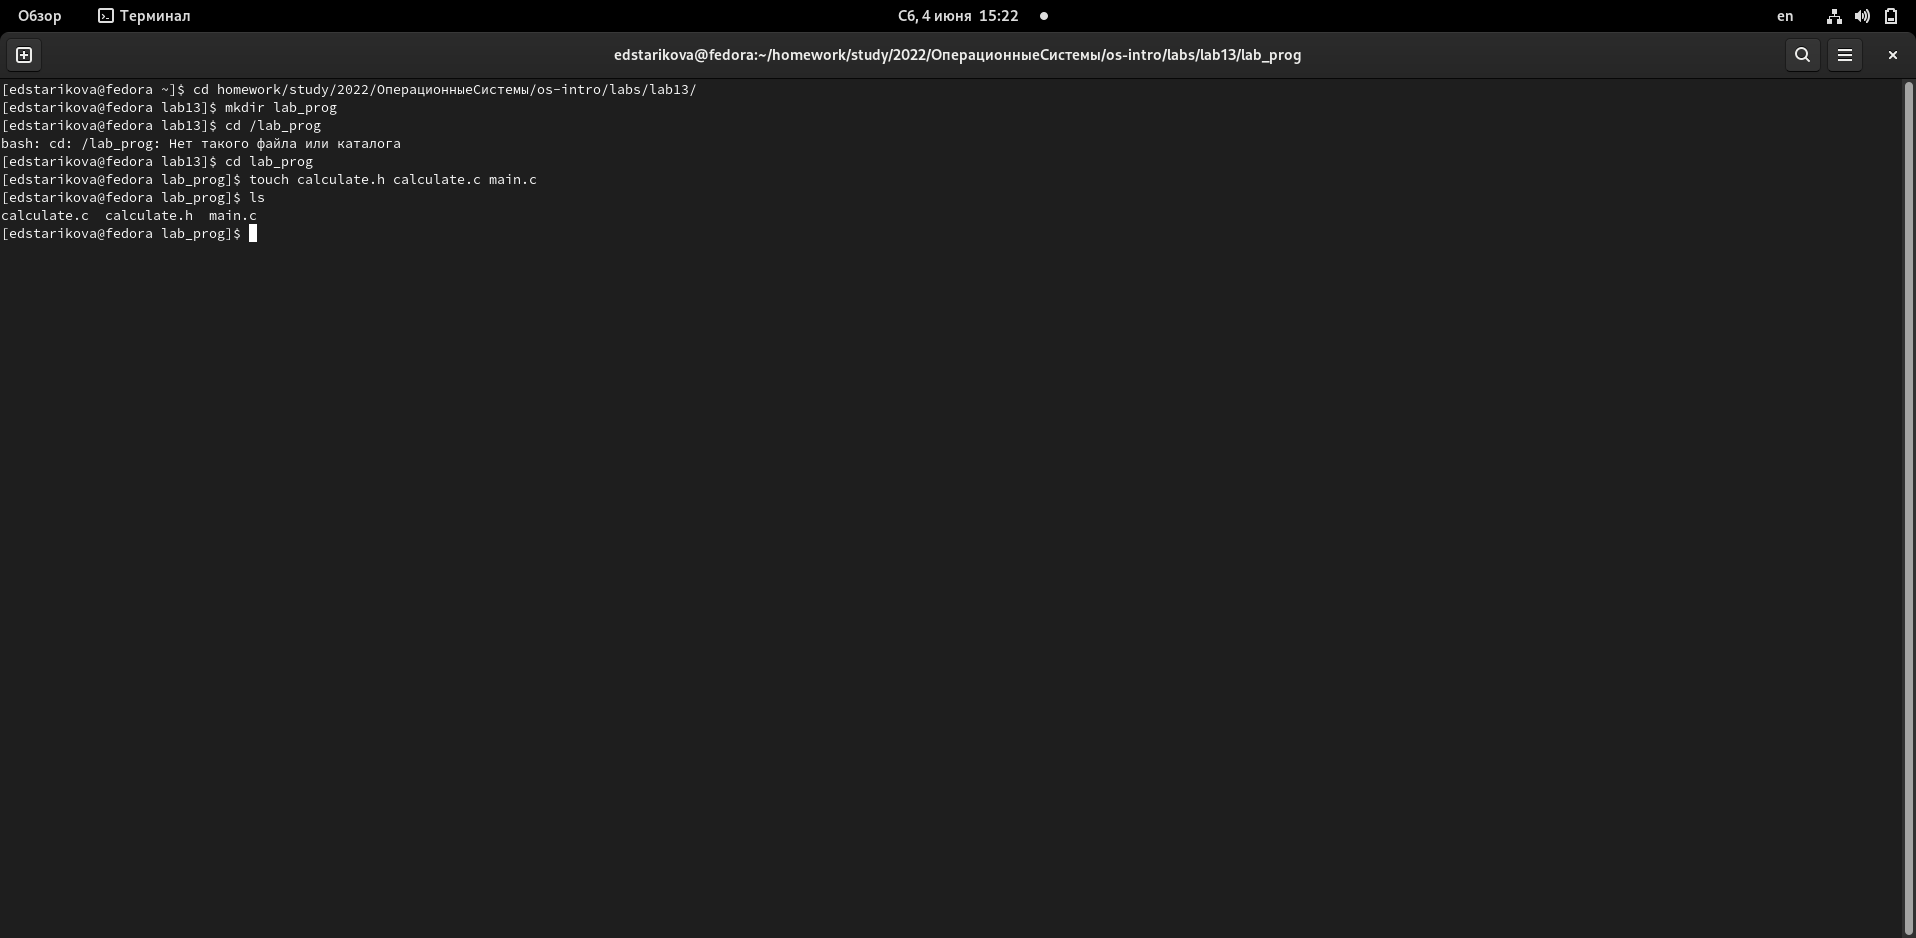 Обзор Терминал Сб, 4 июня 15:22 en
edstarikova@fedora:~/homework/study/2022/ОперационныеСистемы/os-intro/labs/lab13/lab_prog
[edstarikova@fedora ~]$ cd homework/study/2022/ОперационныеСистемы/os-intro/labs/lab13/
[edstarikova@fedora lab13]$ mkdir lab_prog
[edstarikova@fedora lab13]$ cd /lab_prog
bash: cd: /lab_prog: Нет такого файла или каталога
[edstarikova@fedora lab13]$ cd lab_prog
[edstarikova@fedora lab_prog]$ touch calculate.h calculate.c main.c
[edstarikova@fedora lab_prog]$ ls
calculate.c  calculate.h  main.c
[edstarikova@fedora lab_prog]$